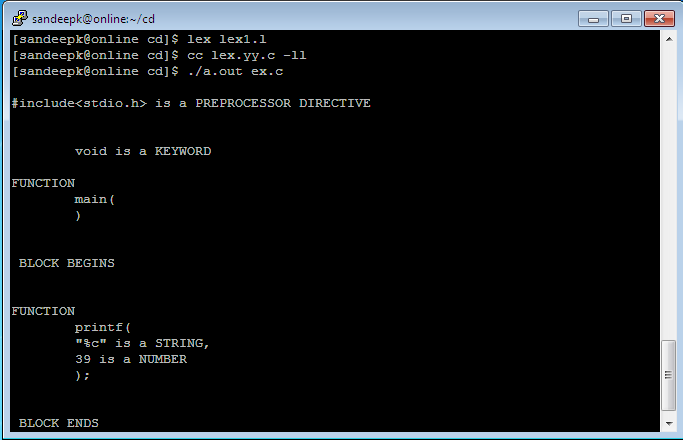 sandeepk@online:~/cd
[sandeepk@online cd]$ lex lex1.l
[sandeepk@online cd]$ cc lex.yy.c -ll
[sandeepk@online cd]$ ./a.out ex.c
#include<stdio.h> is a PREPROCESSOR DIRECTIVE
void is a KEYWORD
FUNCTION
main(
)
BLOCK BEGINS
FUNCTION
printf(
"%c" is a STRING,
39 is a NUMBER
);
BLOCK ENDS